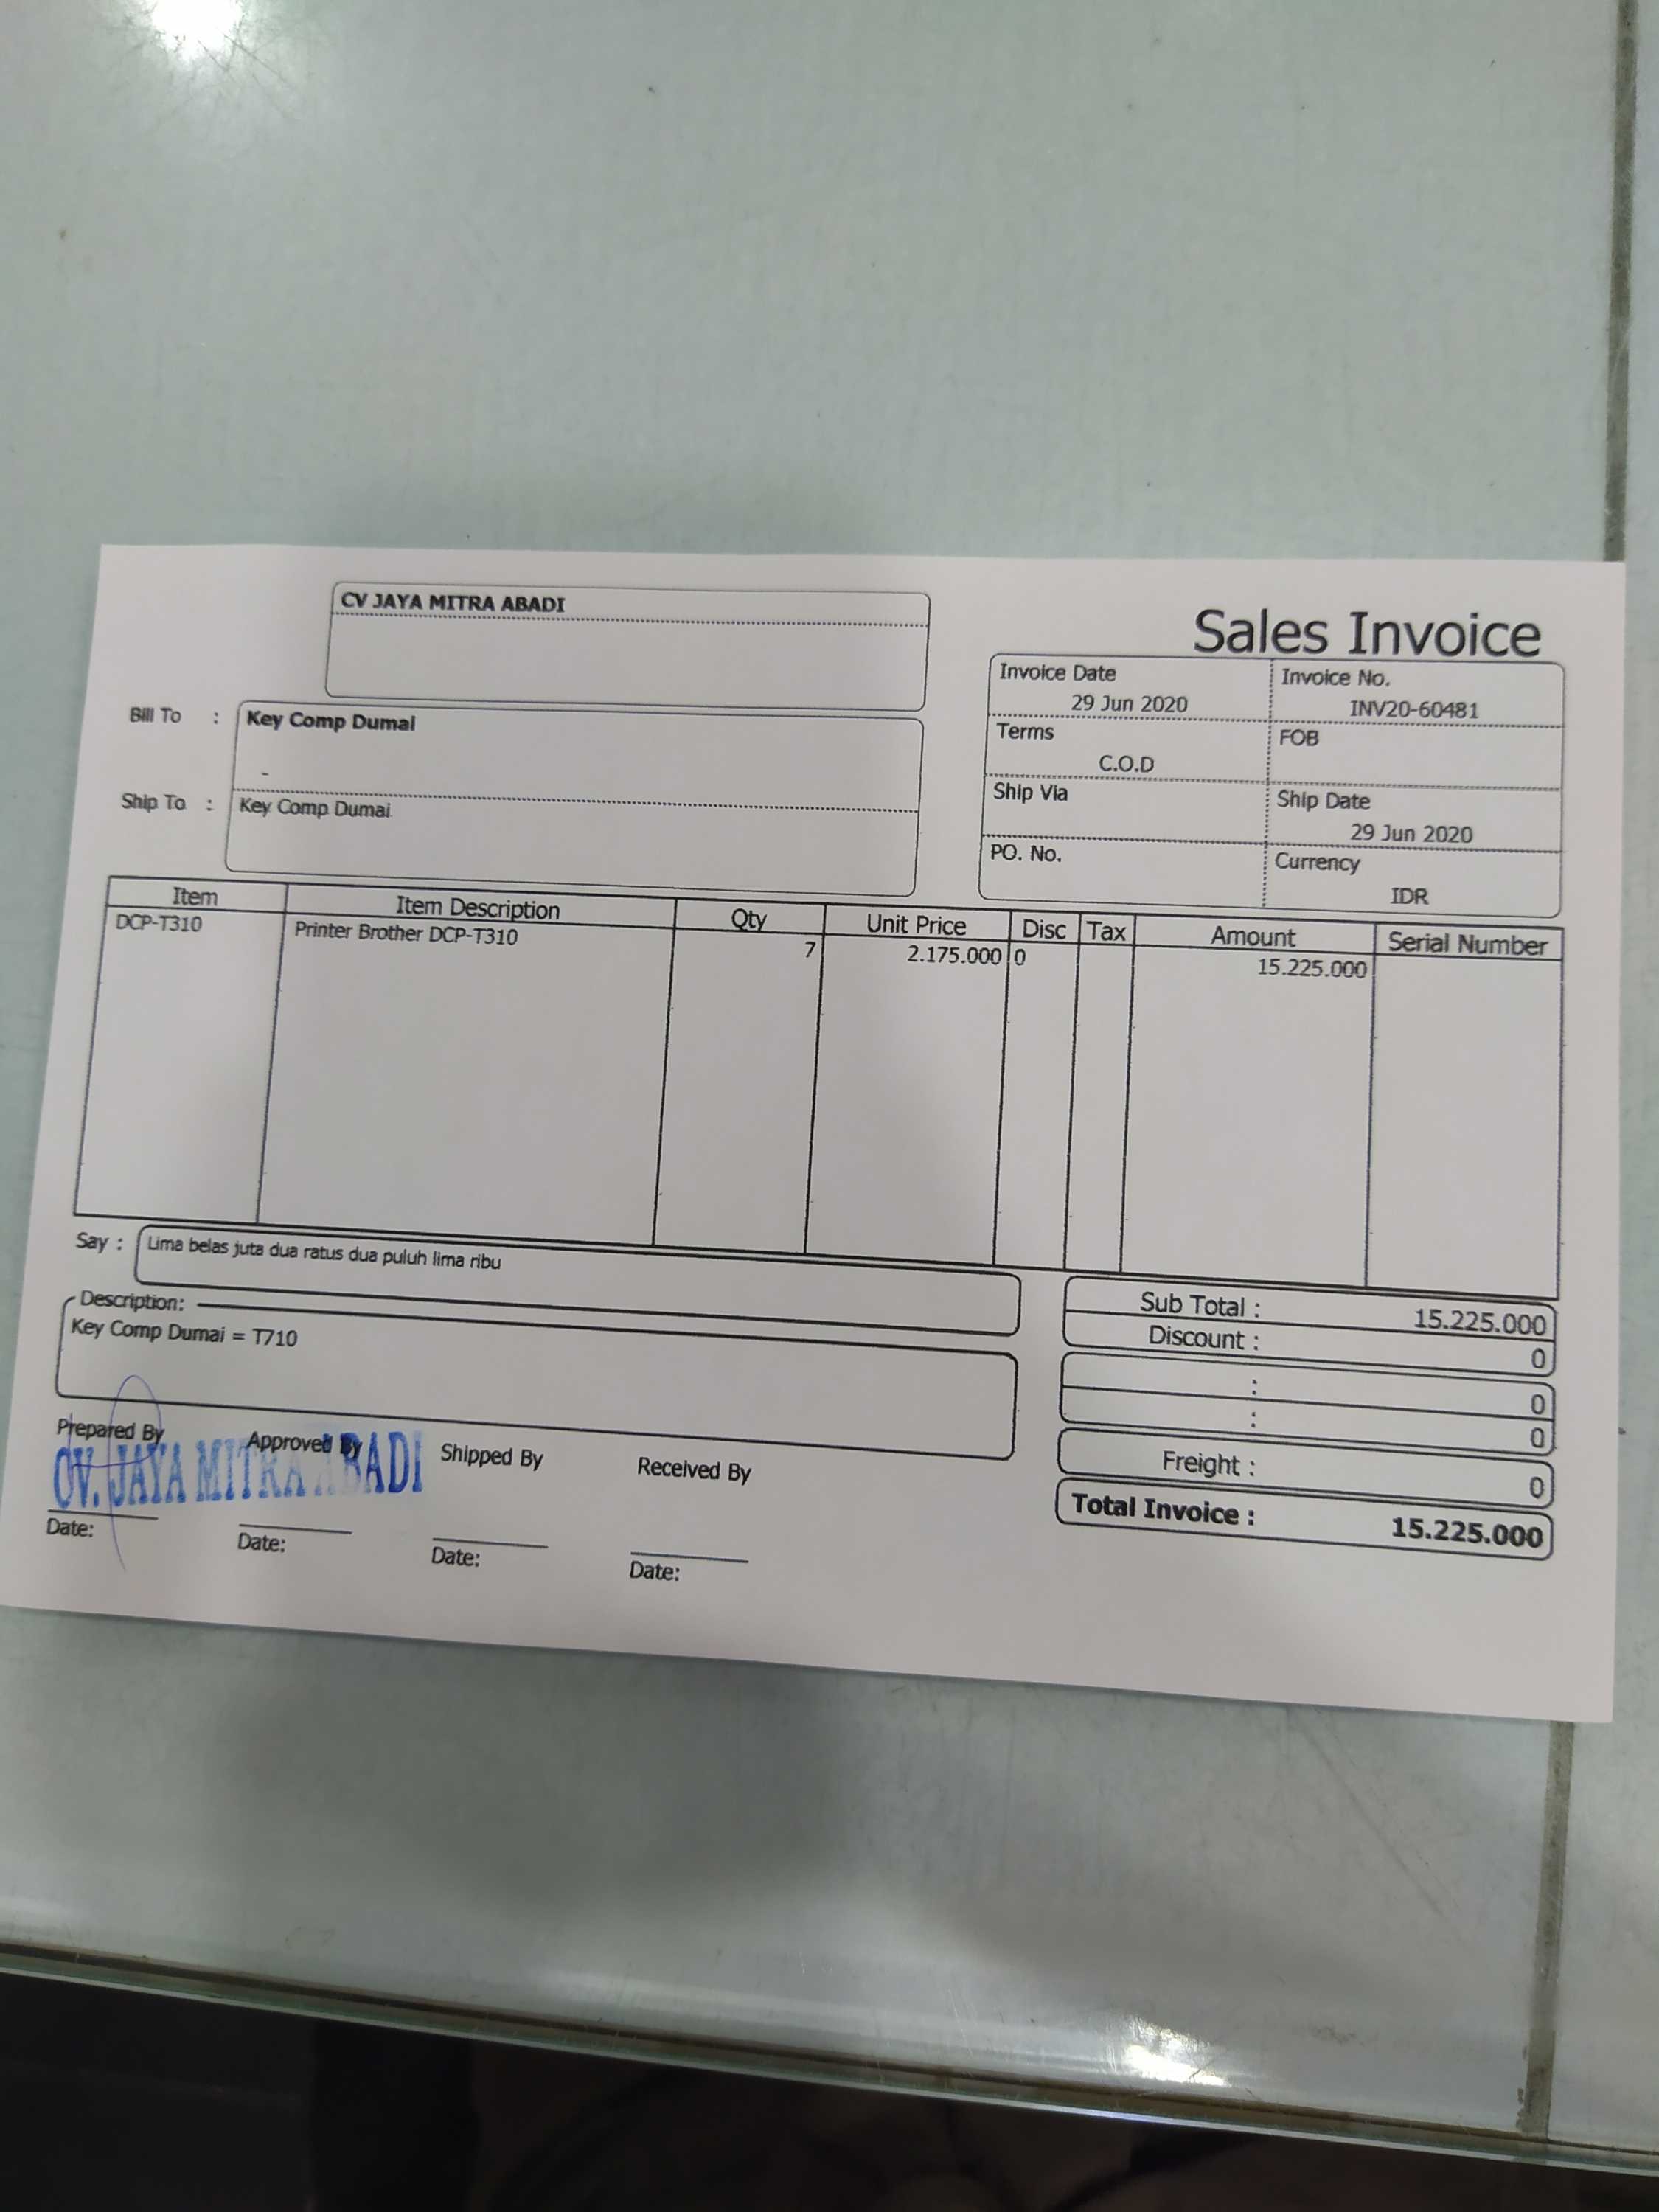 CV JAYA MITRA ABADI
Sales Invoice
Bill To : Key Comp Dumai
-
Ship To : Key Comp Dumai
Invoice Date Invoice No.
29 Jun 2020 INV20-60481
Terms FOB
C.O.D
Ship Via Ship Date
29 Jun 2020
PO. No. Currency
IDR
Item Item Description Qty Unit Price Disc Tax Amount Serial Number
DCP-T310 Printer Brother DCP-T310 7 2.175.000 0 15.225.000
Say : Lima belas juta dua ratus dua puluh lima ribu
Description:
Key Comp Dumai = T710
Sub Total : 15.225.000
Discount : 0
: 0
: 0
Freight : 0
Total Invoice : 15.225.000
Prepared By Approved By Shipped By Received By
CV. JAYA MITRA ABADI
Date: Date: Date: Date: